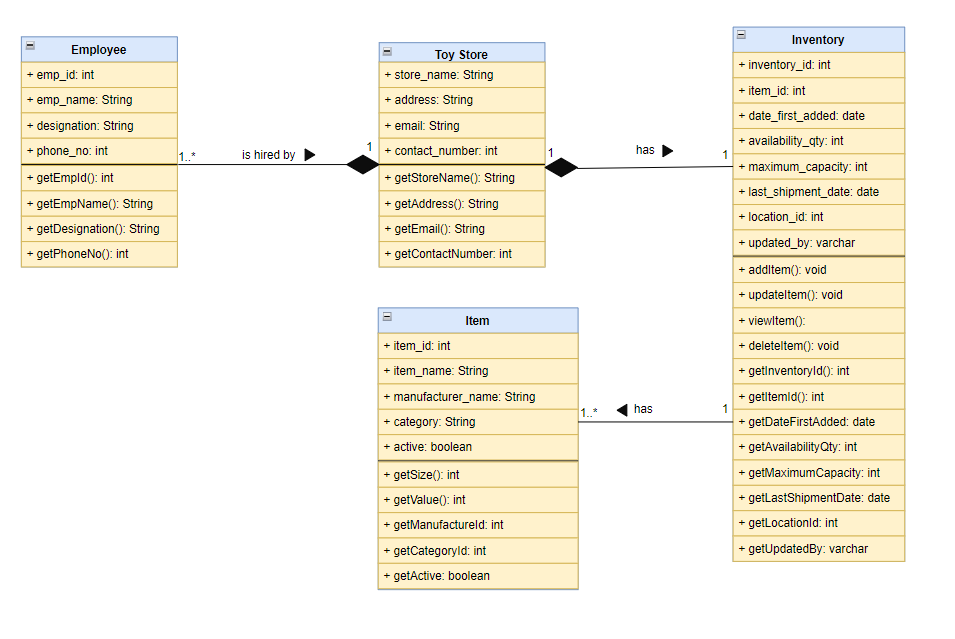 Employee
+ emp_id: int
+ emp_name: String
+ designation: String
+ phone_no: int
+ getEmpId(): int
+ getEmpName(): String
+ getDesignation(): String
+ getPhoneNo(): int
1..*
is hired by
1
Toy Store
+ store_name: String
+ address: String
+ email: String
+ contact_number: int
+ getStoreName(): String
+ getAddress(): String
+ getEmail(): String
+ getContactNumber: int
1
has
1
Inventory
+ inventory_id: int
+ item_id: int
+ date_first_added: date
+ availability_qty: int
+ maximum_capacity: int
+ last_shipment_date: date
+ location_id: int
+ updated_by: varchar
+ addItem(): void
+ updateItem(): void
+ viewItem():
+ deleteItem(): void
+ getInventoryId(): int
+ getItemId(): int
+ getDateFirstAdded: date
+ getAvailabilityQty: int
+ getMaximumCapacity: int
+ getLastShipmentDate: date
+ getLocationId: int
+ getUpdatedBy: varchar
Item
+ item_id: int
+ item_name: String
+ manufacturer_name: String
+ category: String
+ active: boolean
+ getSize(): int
+ getValue(): int
+ getManufactureId: int
+ getCategoryId: int
+ getActive: boolean
1..*
has
1